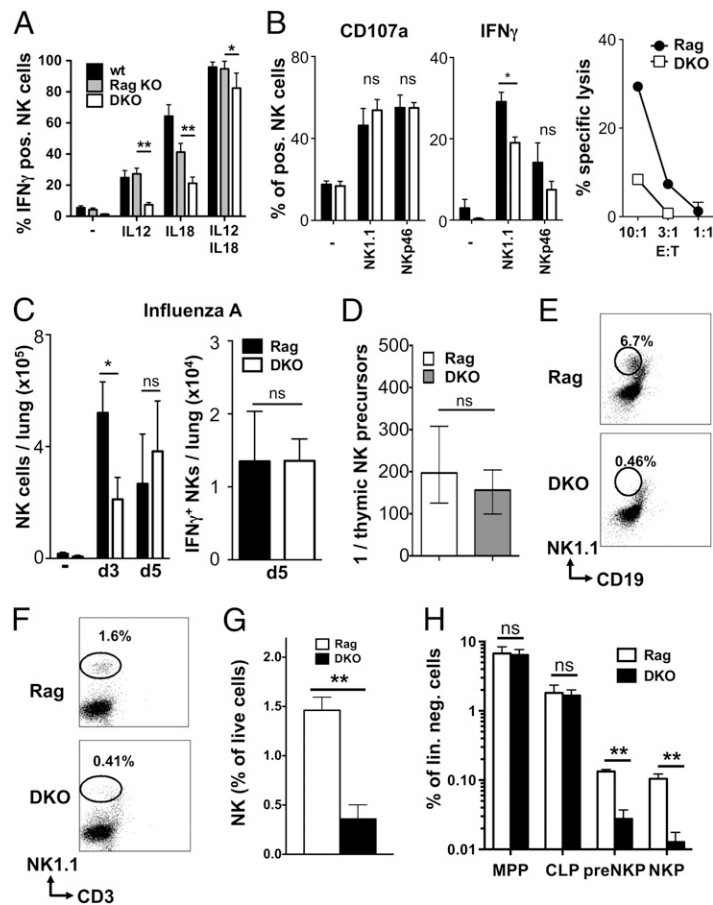 A
% IFNγ pos. NK cells
100
80
60
40
20
0
wt
Rag KO
DKO
**
**
*
-
IL12
IL18
IL12
IL18
B
CD107a
IFNγ
% of pos. NK cells
80
40
0
ns
ns
-
NK1.1
NKp46
40
20
0
*
ns
-
NK1.1
NKp46
% specific lysis
40
20
0
Rag
DKO
10:1
3:1
1:1
E:T
C
Influenza A
NK cells / lung (x10⁵)
8
4
0
*
ns
-
d3
d5
Rag
DKO
IFNγ⁺ NKs / lung (x10⁴)
3
2
1
0
ns
d5
D
1 / thymic NK precursors
500
400
300
200
100
0
Rag
DKO
ns
E
Rag
6.7%
DKO
0.46%
NK1.1
CD19
F
Rag
1.6%
DKO
0.41%
NK1.1
CD3
G
NK (% of live cells)
2.0
1.5
1.0
0.5
0.0
Rag
DKO
**
H
% of lin. neg. cells
10
1
0.10
0.01
ns
ns
**
**
Rag
DKO
MPP
CLP
preNKP
NKP